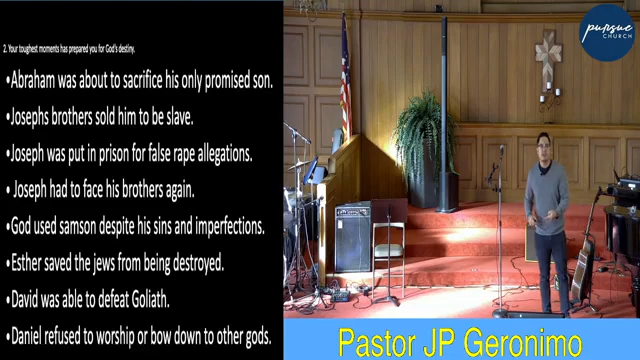 2. Your toughest moments has prepared you for God's destiny.
•Abraham was about to sacrifice his only promised son.
•Josephs brothers sold him to be slave.
•Joseph was put in prison for false rape allegations.
• Joseph had to face his brothers again.
•God used samson despite his sins and imperfections.
•Esther saved the jews from being destroyed.
•David was able to defeat Goliath.
•Daniel refused to worship or bow down to other gods.
pursue
CHURCH
Pastor JP Geronimo